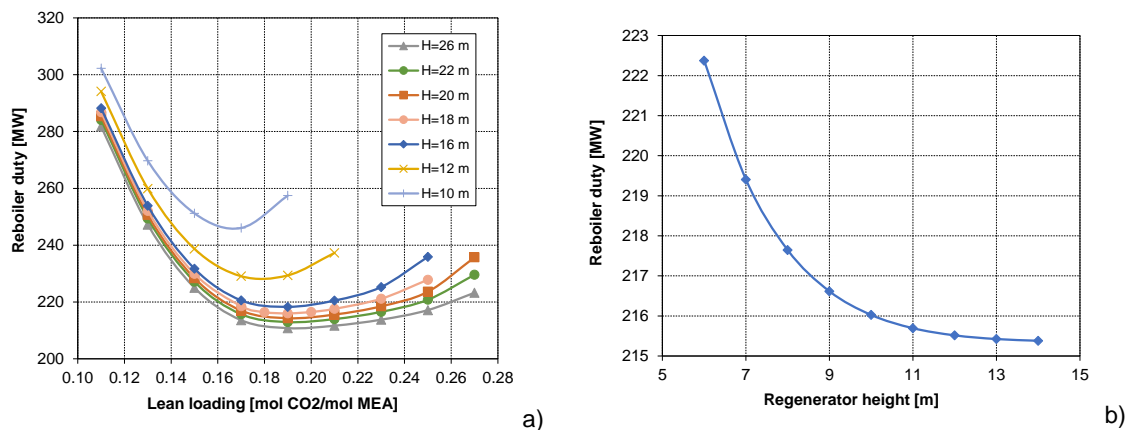 320
300
280
260
240
220
200
0.10 0.12 0.14 0.16 0.18 0.20 0.22 0.24 0.26 0.28
Reboiler duty [MW]
Lean loading [mol CO2/mol MEA]
H=26 m
H=22 m
H=20 m
H=18 m
H=16 m
H=12 m
H=10 m
a)
223
222
221
220
219
218
217
216
215
5 7 9 11 13 15
Reboiler duty [MW]
Regenerator height [m]
b)